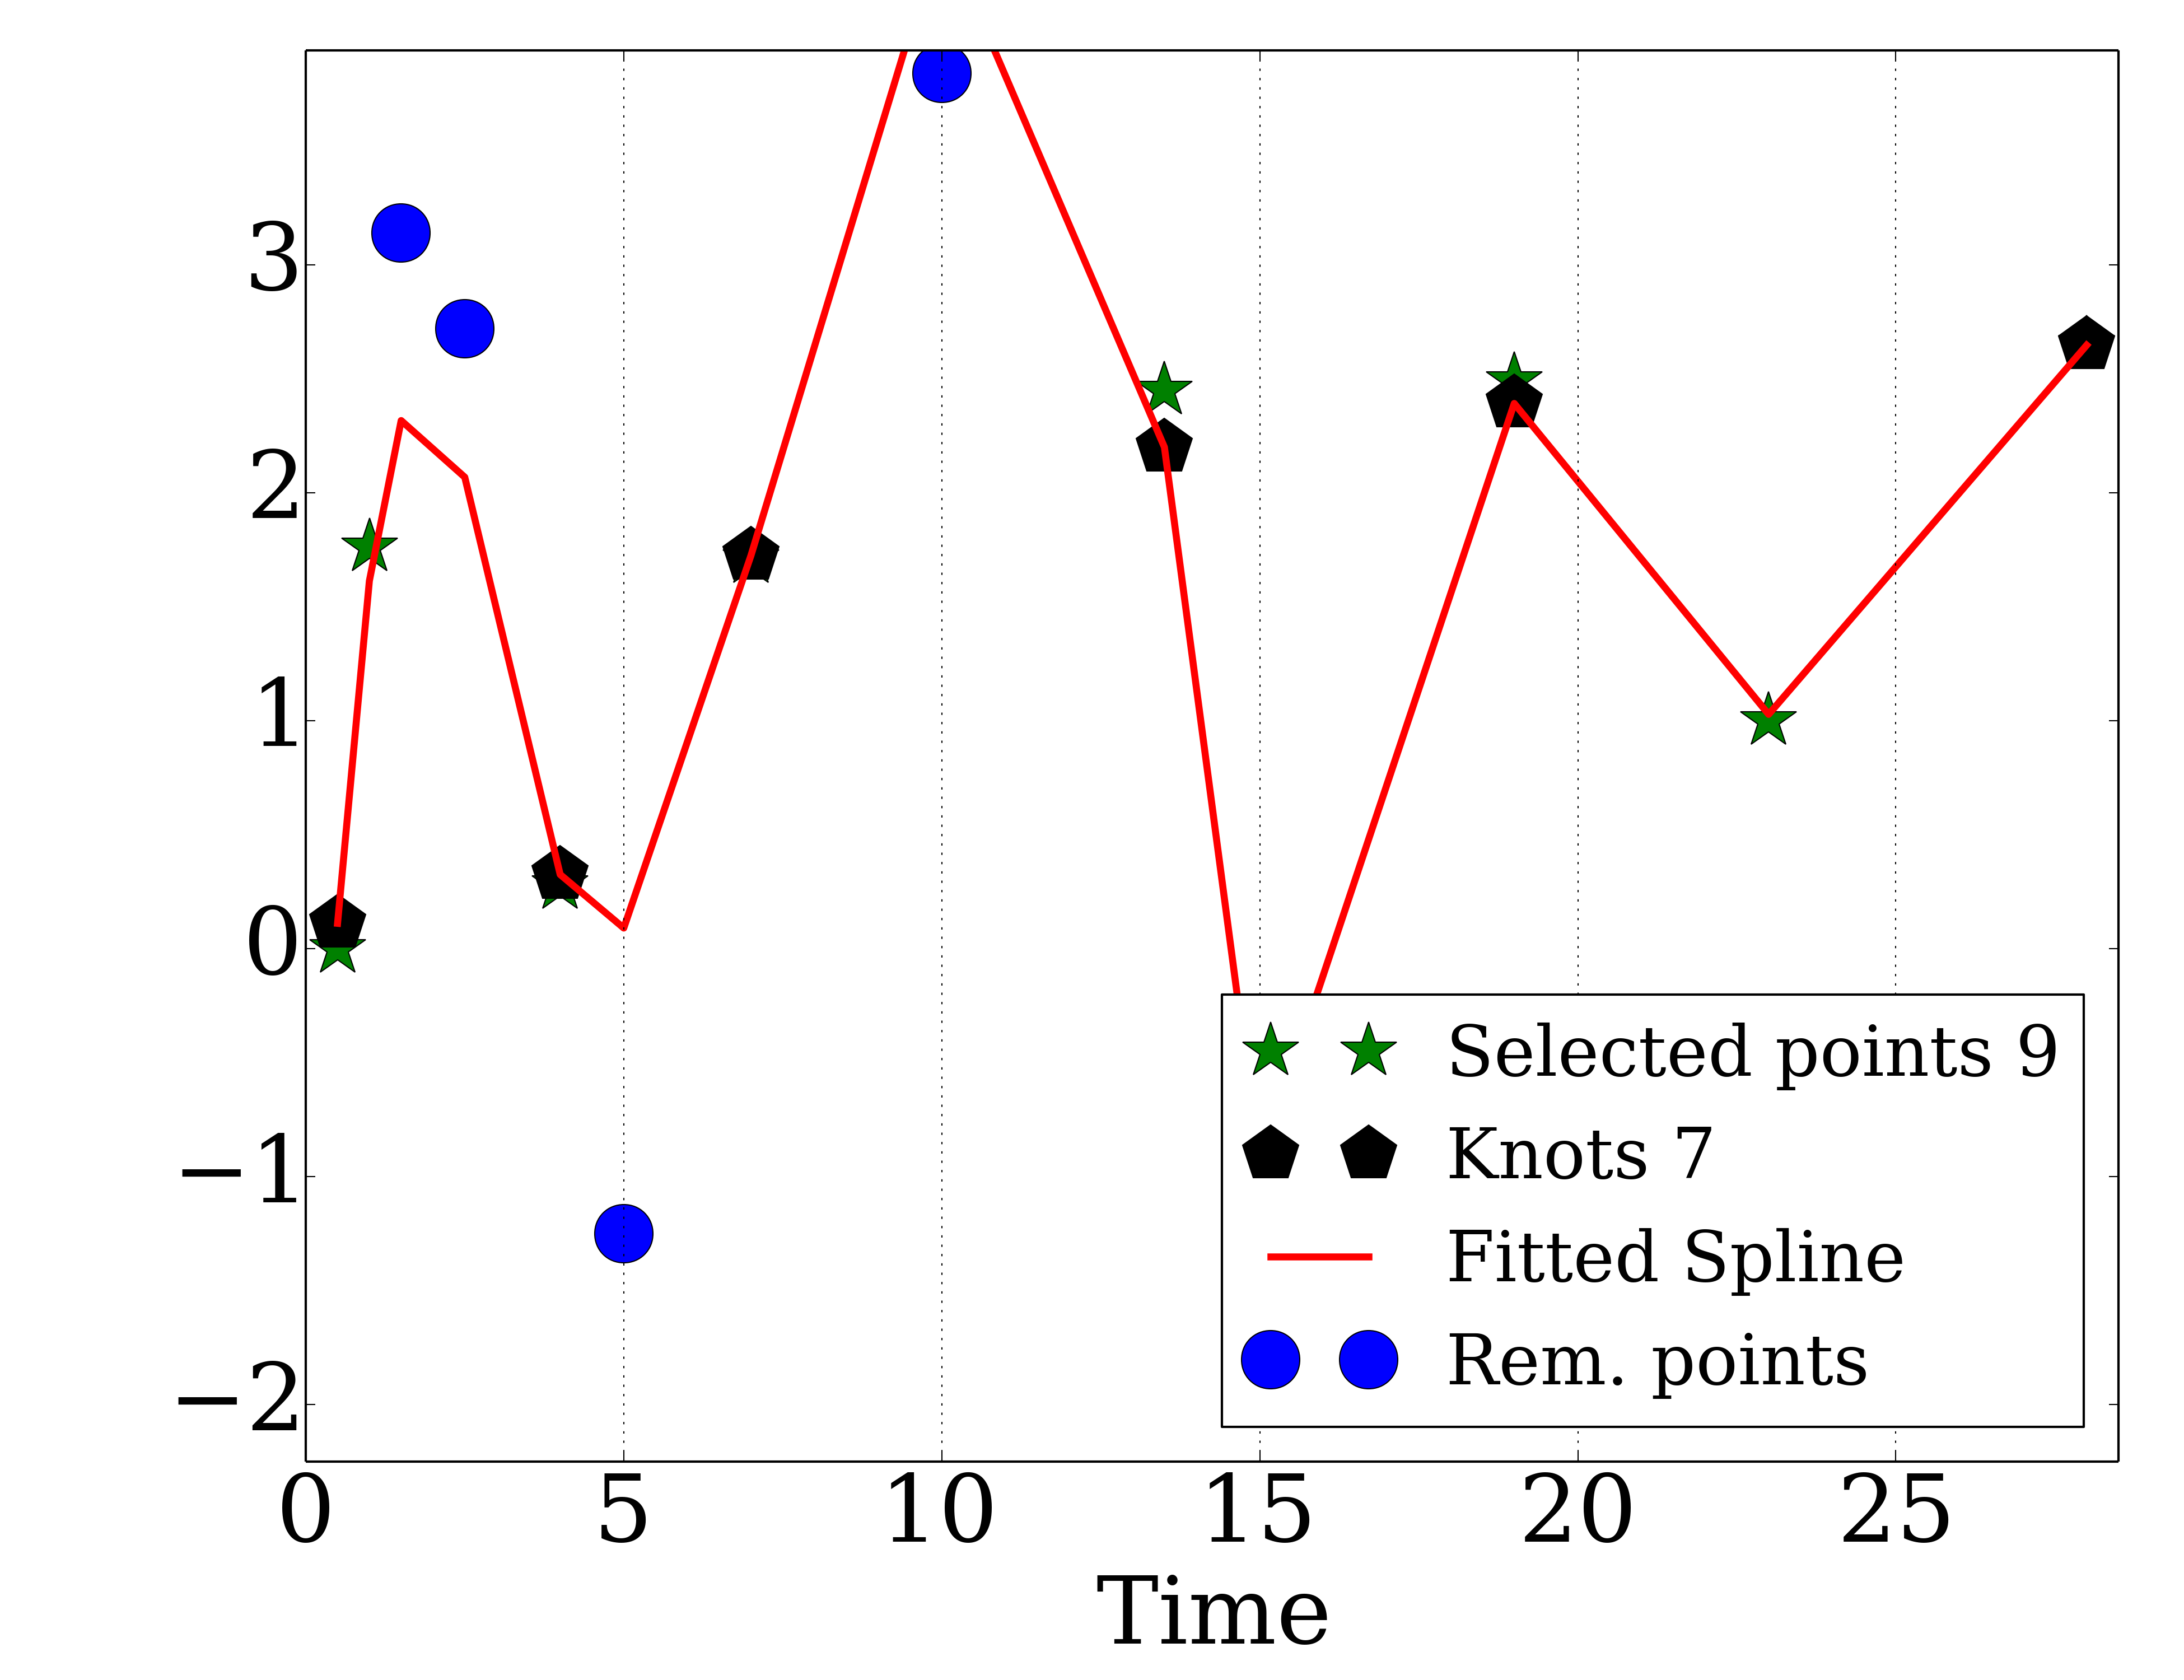 3
2
1
0
−1
−2
0 5 10 15 20 25
Time
Selected points 9
Knots 7
Fitted Spline
Rem. points